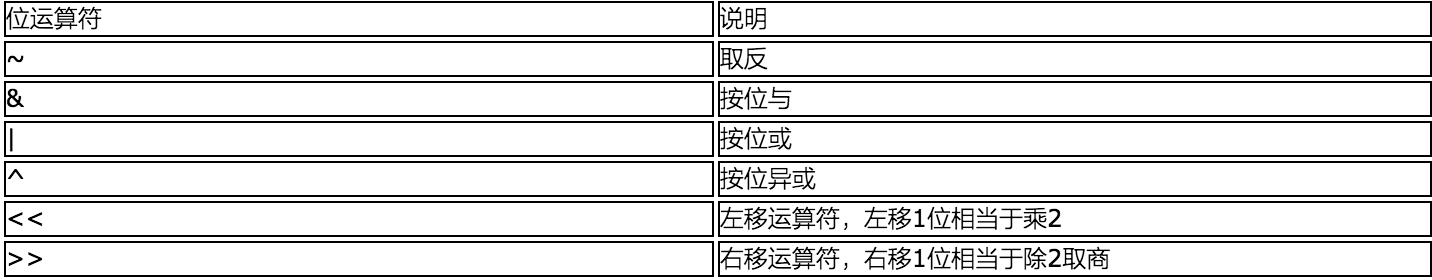 位运算符 说明
~ 取反
& 按位与
| 按位或
^ 按位异或
<< 左移运算符，左移1位相当于乘2
>> 右移运算符，右移1位相当于除2取商